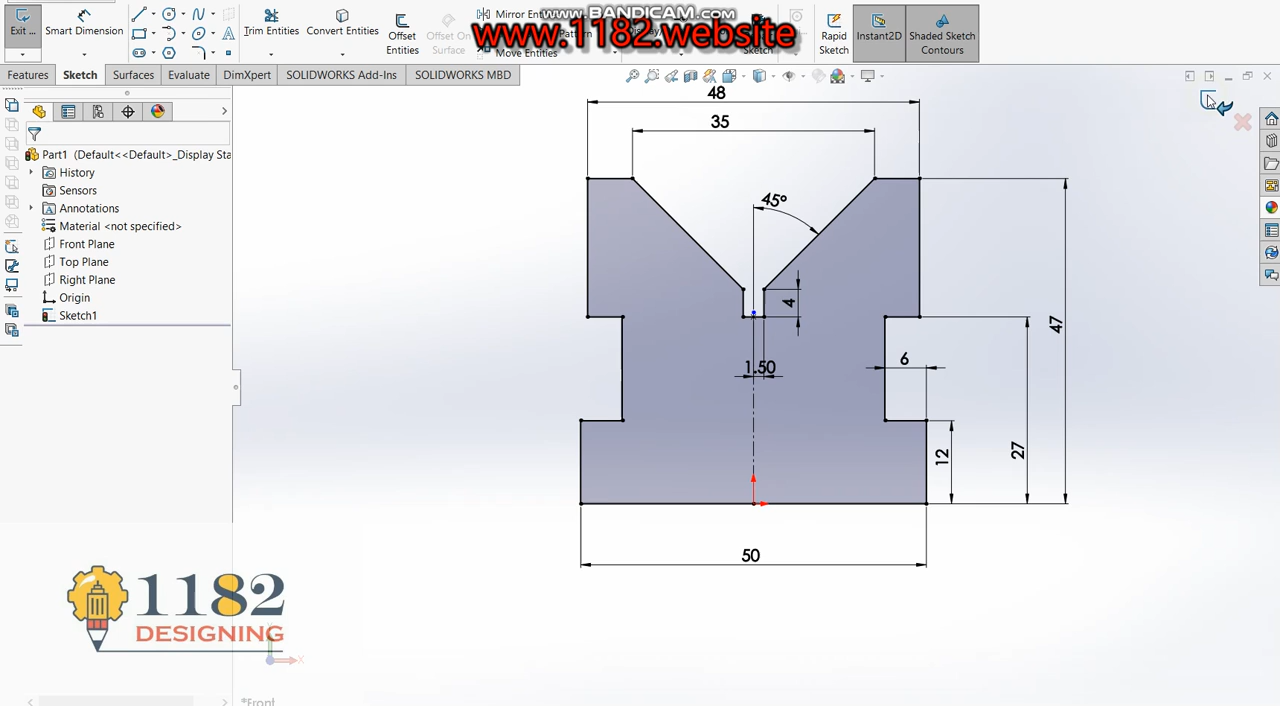 WWW.BANDICAM.COM
www.1182.website
Exit ...
Smart Dimension
Trim Entities
Convert Entities
Offset Entities
Offset On Surface
Mirror Enti
Move Entities
Rapid Sketch
Instant2D
Shaded Sketch Contours
Features
Sketch
Surfaces
Evaluate
DimXpert
SOLIDWORKS Add-Ins
SOLIDWORKS MBD
Part1 (Default<<Default>_Display Sta
History
Sensors
Annotations
Material <not specified>
Front Plane
Top Plane
Right Plane
Origin
Sketch1
48
35
45°
4
47
1.50
6
27
12
50
1182
DESIGNING
X
*Front